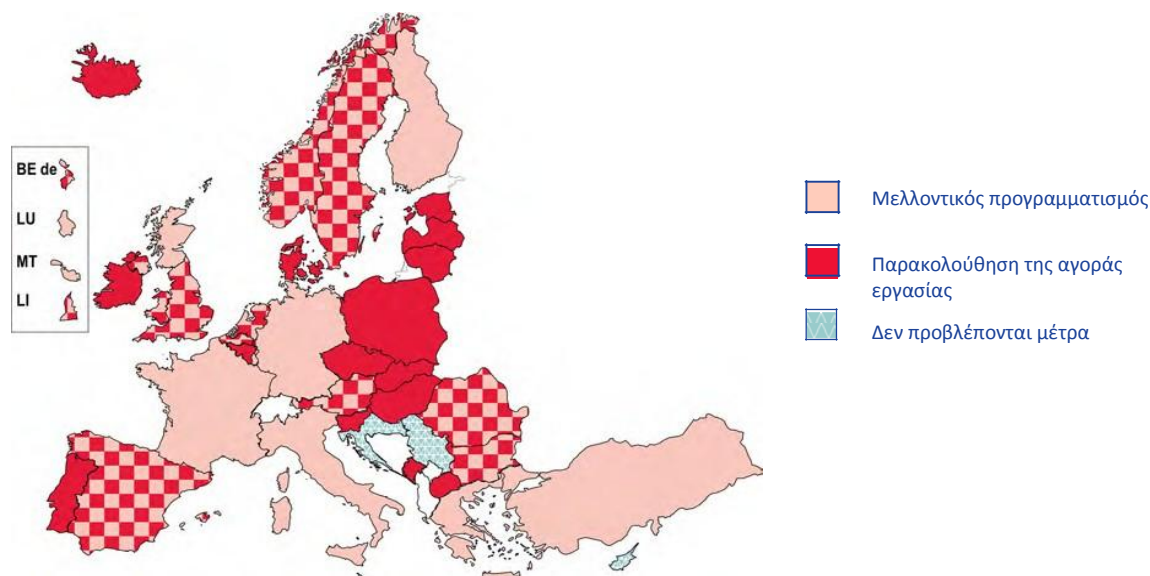 BE de
LU
MT
LI
Μελλοντικός προγραμματισμός
Παρακολούθηση της αγοράς
εργασίας
Δεν προβλέπονται μέτρα